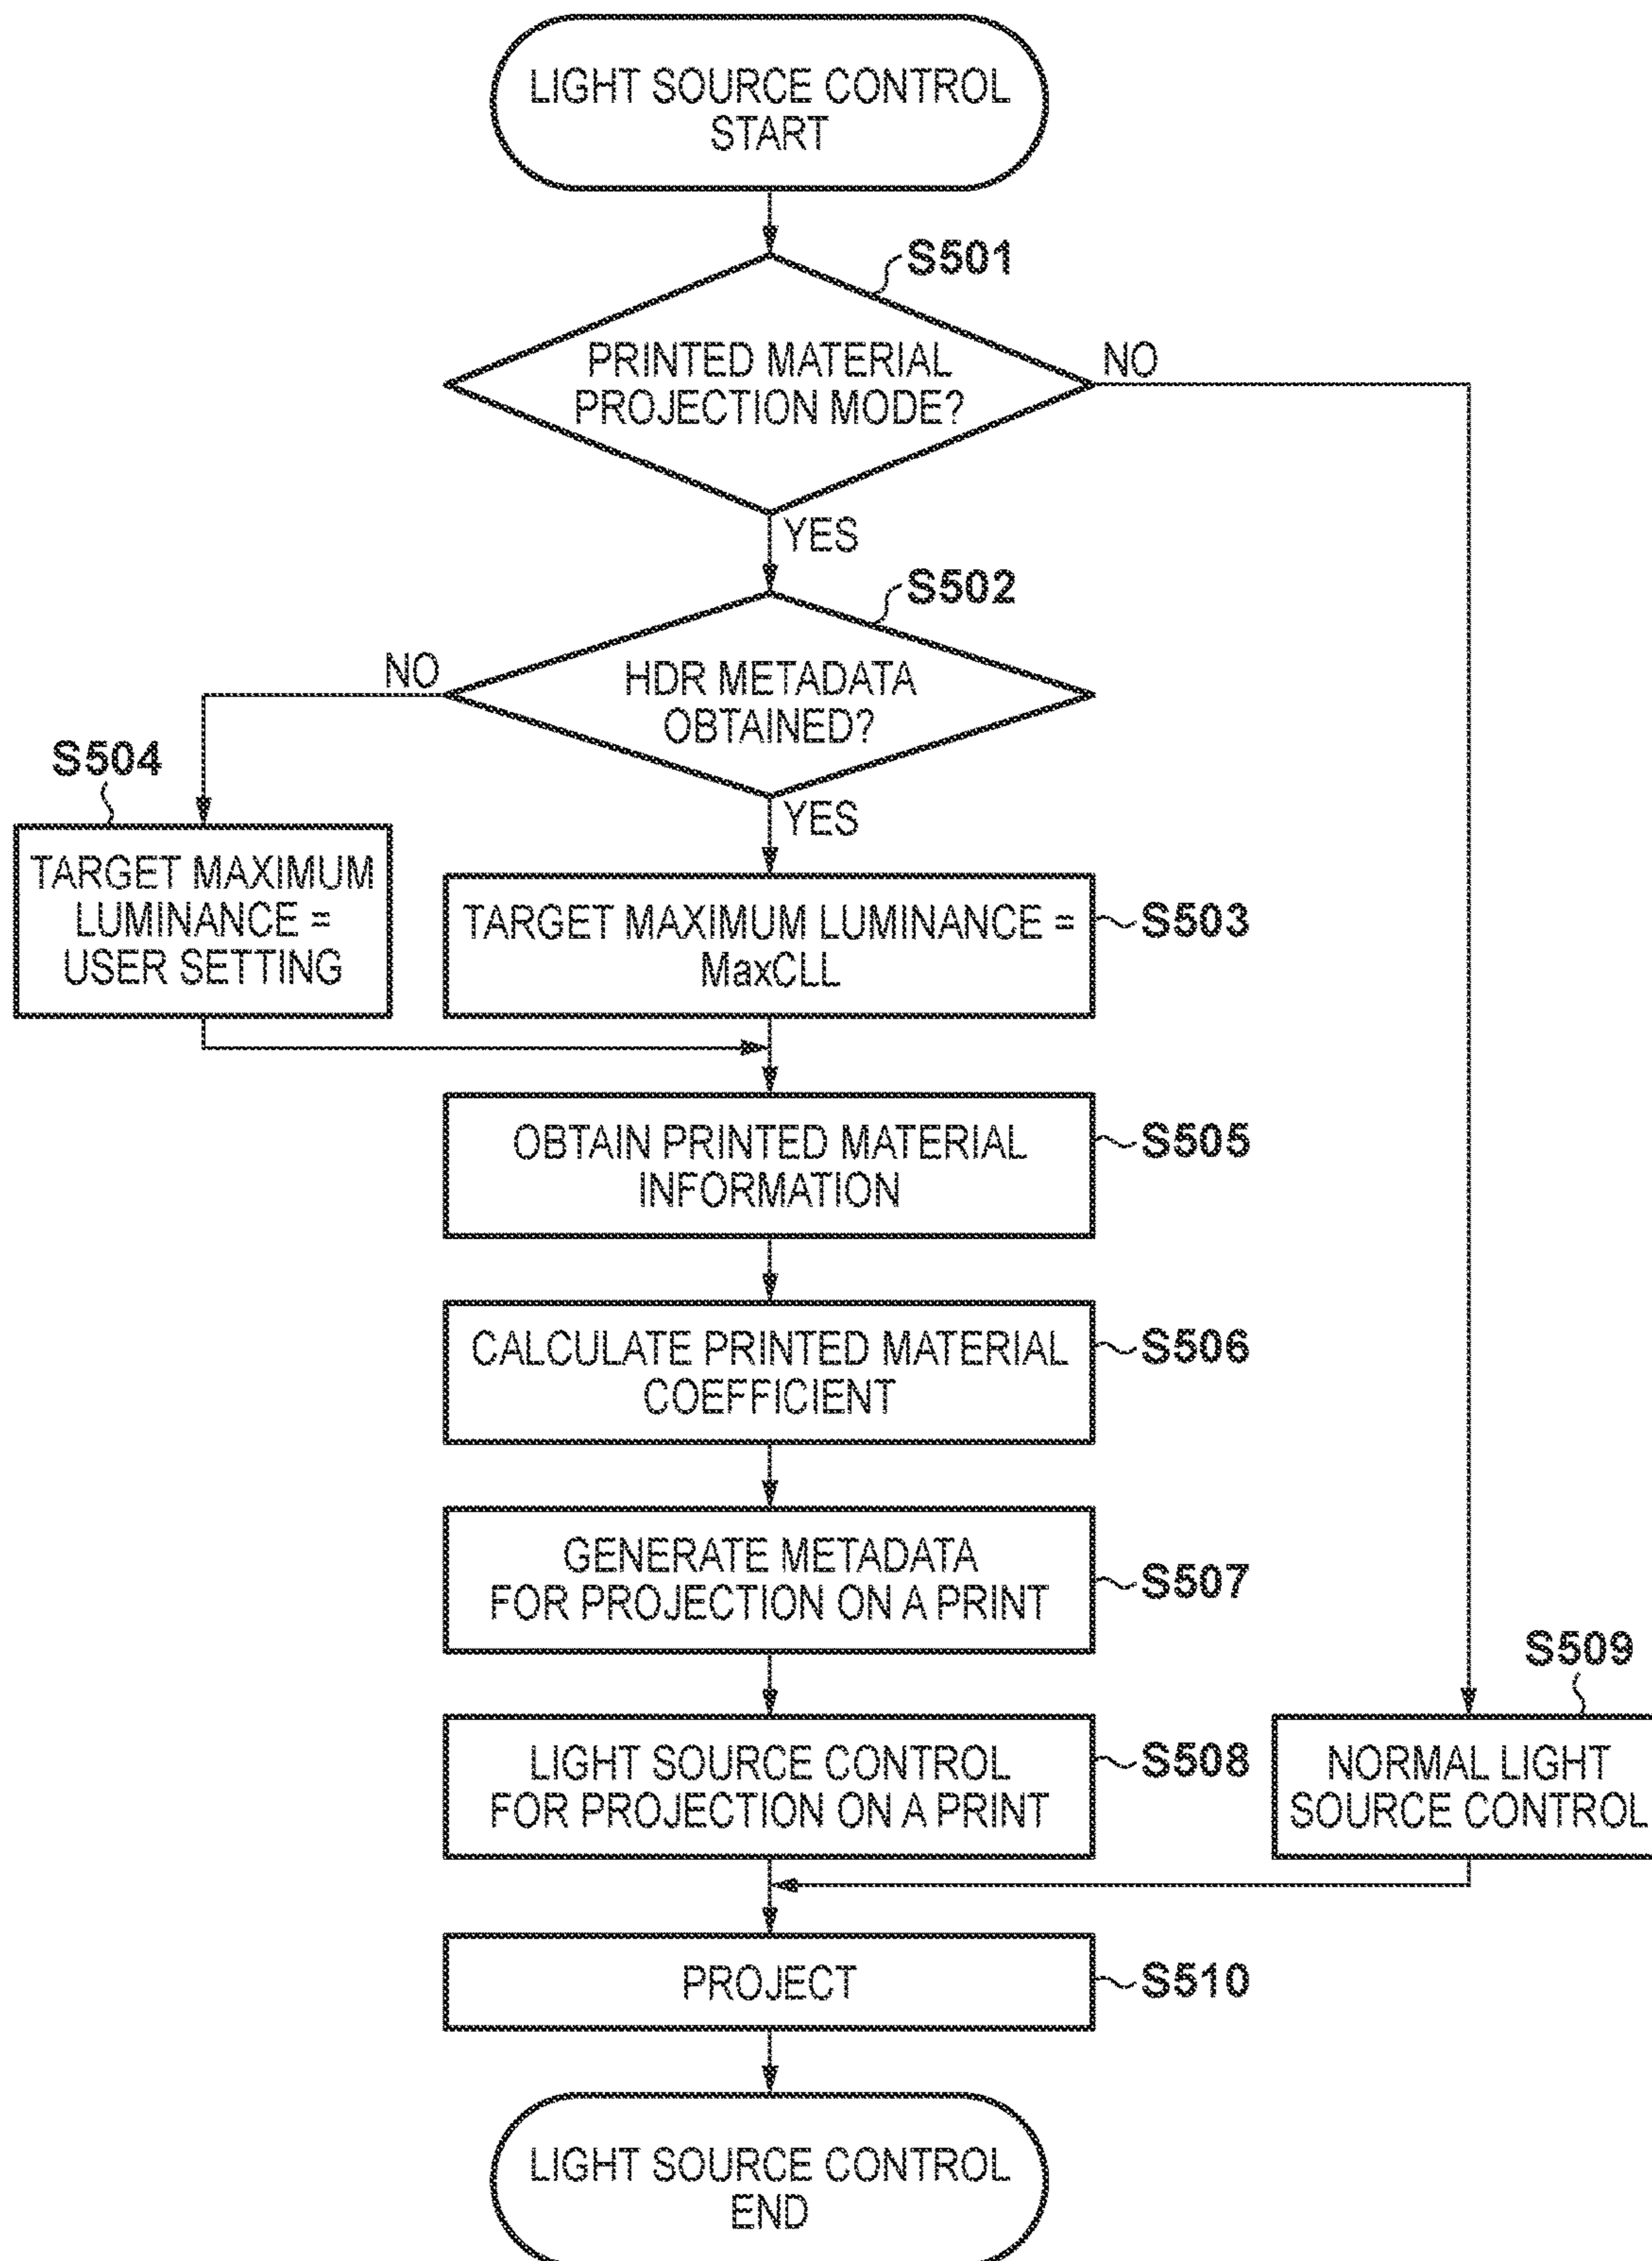 LIGHT SOURCE CONTROL
START
S501
PRINTED MATERIAL
PROJECTION MODE?
NO
YES
S502
HDR METADATA
OBTAINED?
NO
YES
S504
TARGET MAXIMUM
LUMINANCE =
USER SETTING
TARGET MAXIMUM LUMINANCE =
MaxCLL
S503
OBTAIN PRINTED MATERIAL
INFORMATION
S505
CALCULATE PRINTED MATERIAL
COEFFICIENT
S506
GENERATE METADATA
FOR PROJECTION ON A PRINT
S507
LIGHT SOURCE CONTROL
FOR PROJECTION ON A PRINT
S508
S509
NORMAL LIGHT
SOURCE CONTROL
PROJECT
S510
LIGHT SOURCE CONTROL
END